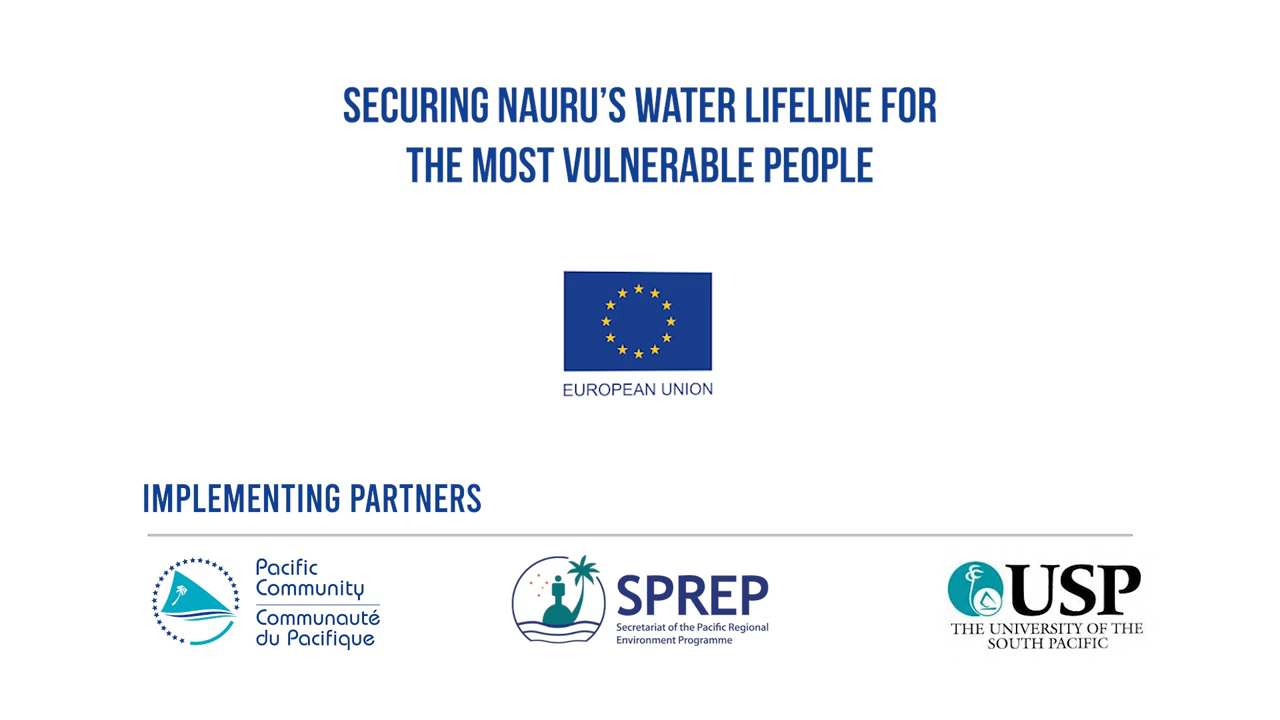 SECURING NAURU’S WATER LIFELINE FOR
THE MOST VULNERABLE PEOPLE
EUROPEAN UNION
IMPLEMENTING PARTNERS
Pacific
Community
Communauté
du Pacifique
SPREP
Secretariat of the Pacific Regional
Environment Programme
USP
THE UNIVERSITY OF THE
SOUTH PACIFIC